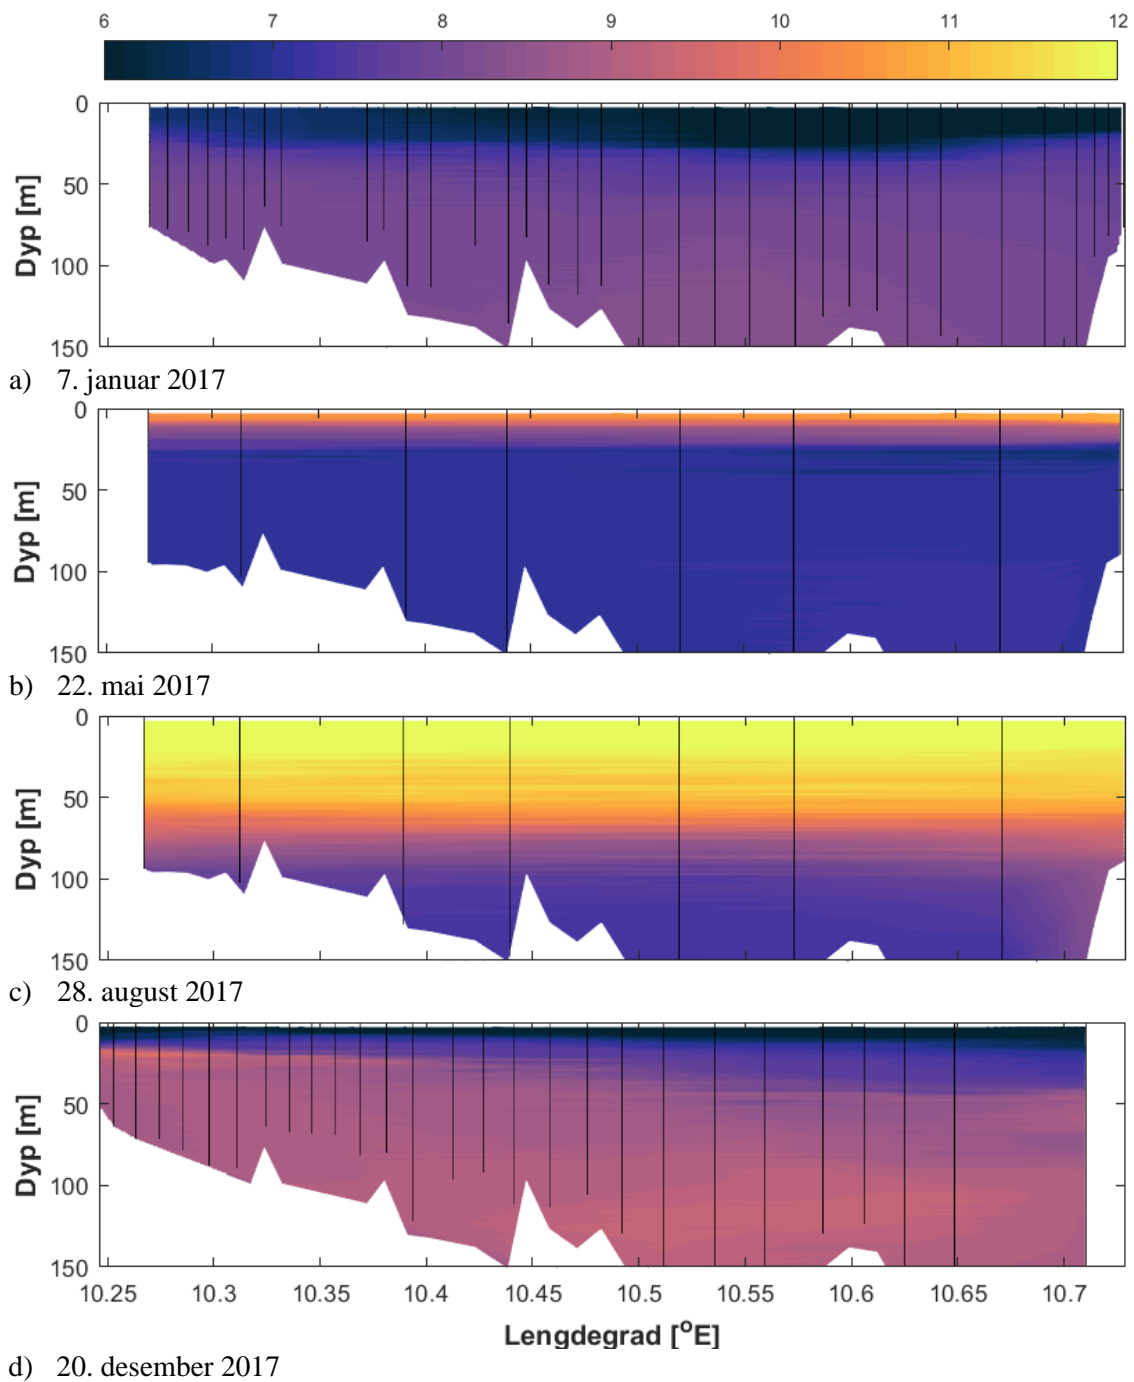 6 7 8 9 10 11 12
0
50
100
150
Dyp [m]
a) 7. januar 2017
0
50
100
150
Dyp [m]
b) 22. mai 2017
0
50
100
150
Dyp [m]
c) 28. august 2017
0
50
100
150
Dyp [m]
10.25 10.3 10.35 10.4 10.45 10.5 10.55 10.6 10.65 10.7
Lengdegrad [°E]
d) 20. desember 2017